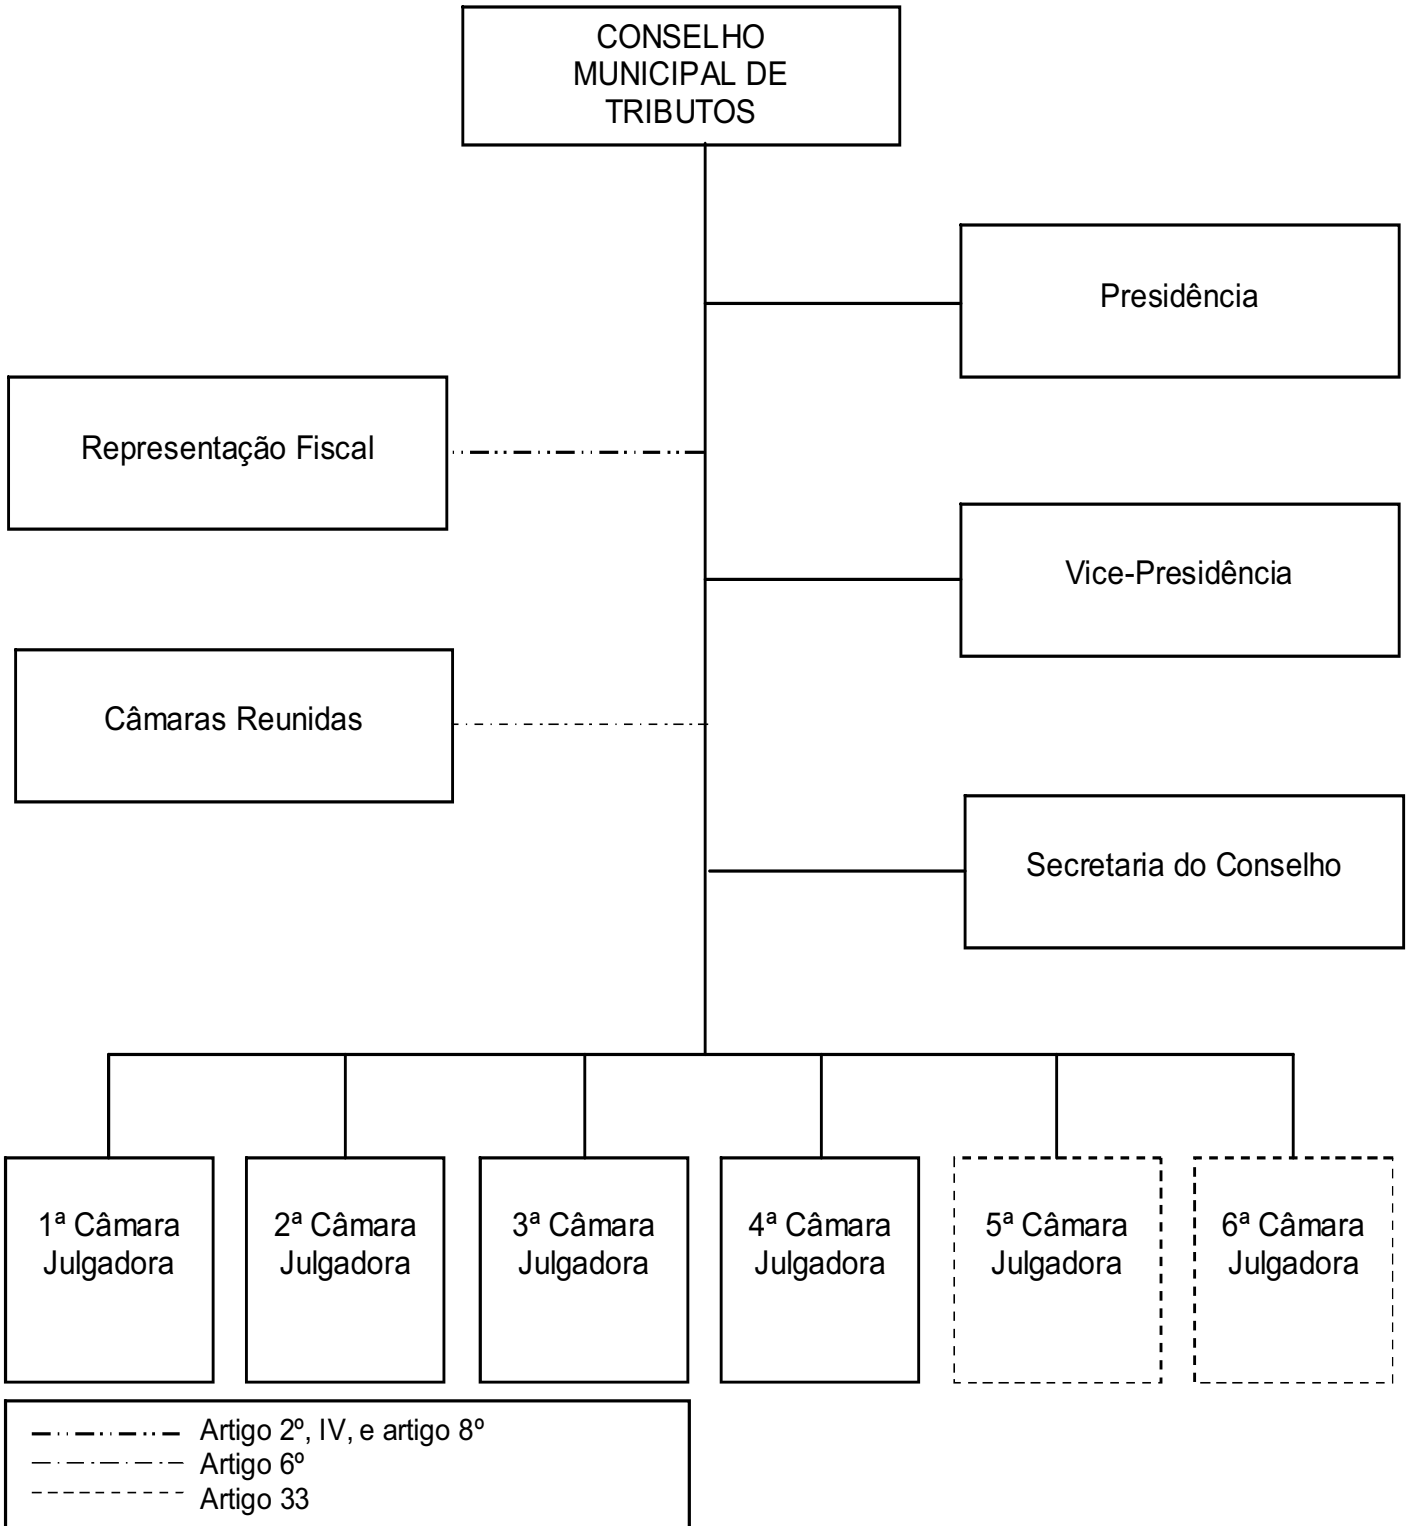 CONSELHO
MUNICIPAL DE
TRIBUTOS
Presidência
Representação Fiscal
Vice-Presidência
Câmaras Reunidas
Secretaria do Conselho
1ª Câmara
Julgadora
2ª Câmara
Julgadora
3ª Câmara
Julgadora
4ª Câmara
Julgadora
5ª Câmara
Julgadora
6ª Câmara
Julgadora
Artigo 2º, IV, e artigo 8º
Artigo 6º
Artigo 33